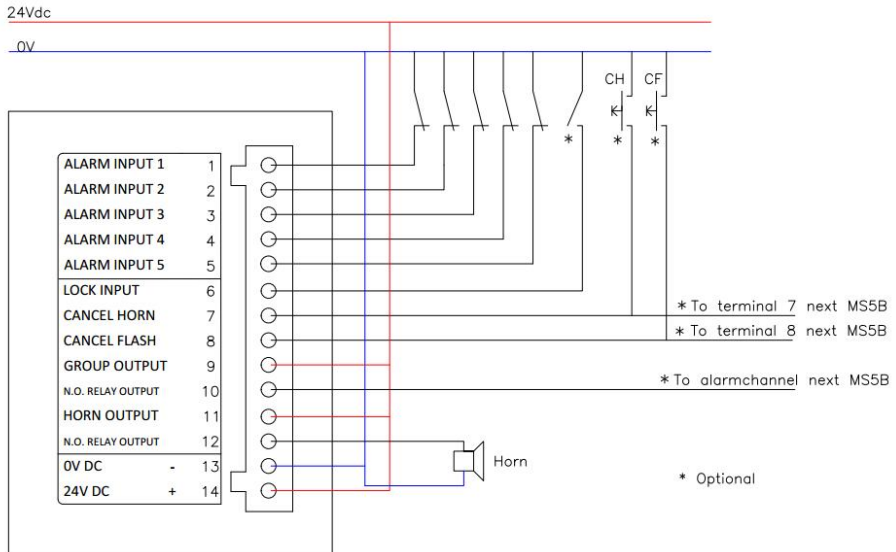 24Vdc
0V
CH CF
* *
*
ALARM INPUT 1 1
ALARM INPUT 2 2
ALARM INPUT 3 3
ALARM INPUT 4 4
ALARM INPUT 5 5
LOCK INPUT 6
CANCEL HORN 7
CANCEL FLASH 8
GROUP OUTPUT 9
N.O. RELAY OUTPUT 10
HORN OUTPUT 11
N.O. RELAY OUTPUT 12
0V DC - 13
24V DC + 14
* To terminal 7 next MS5B
* To terminal 8 next MS5B
* To alarmchannel next MS5B
Horn
* Optional